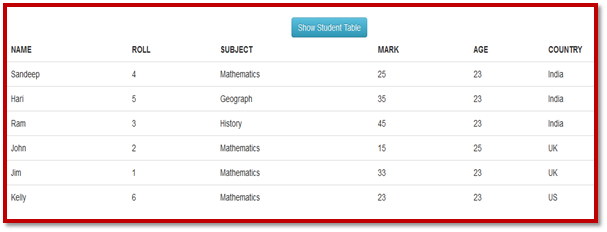 Show Student Table
NAME ROLL SUBJECT MARK AGE COUNTRY
Sandeep 4 Mathematics 25 23 India
Hari 5 Geograph 35 23 India
Ram 3 History 45 23 India
John 2 Mathematics 15 25 UK
Jim 1 Mathematics 33 23 UK
Kelly 6 Mathematics 23 23 US